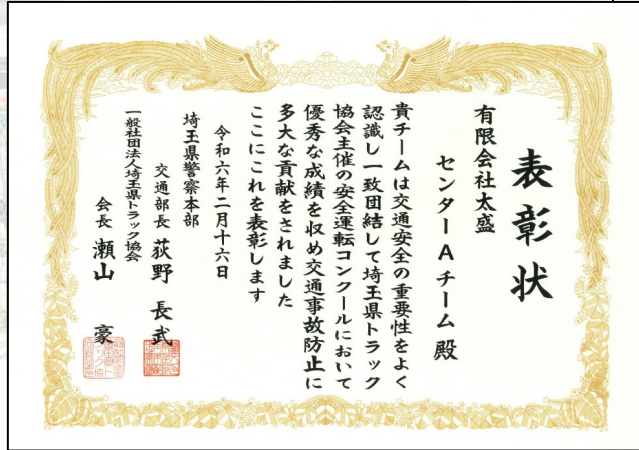 表彰状
有限会社太盛
センターAチーム殿
貴チームは交通安全の重要性をよく
認識し一致団結して埼玉県トラック
協会主催の安全運転コンクールにおいて
優秀な成績を収め交通事故防止に
多大な貢献をされました
ここにこれを表彰します
令和六年二月十六日
埼玉県警察本部
交通部長 荻野長武
一般社団法人埼玉県トラック協会
会長 瀬山豪